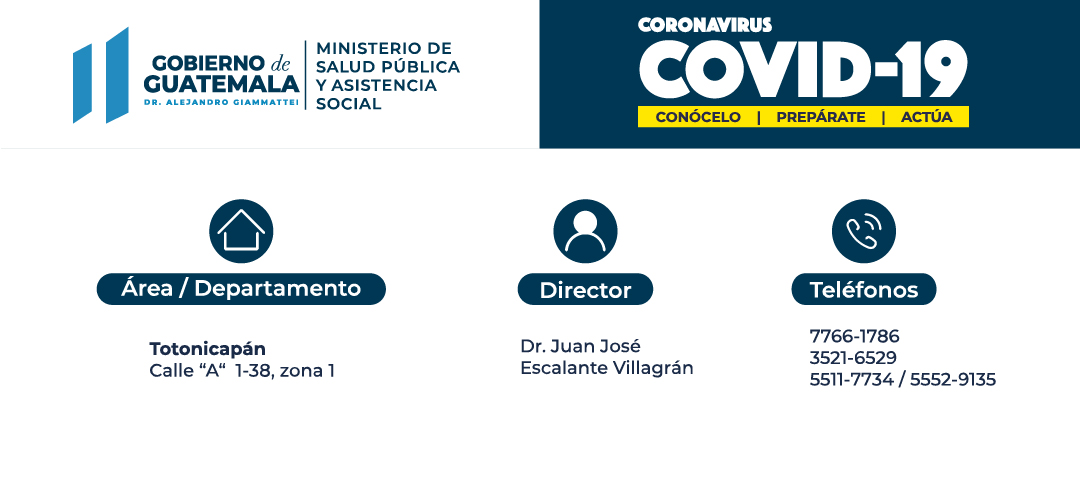 GOBIERNO de
GUATEMALA
DR. ALEJANDRO GIAMMATTEI
MINISTERIO DE
SALUD PÚBLICA
Y ASISTENCIA
SOCIAL
CORONAVIRUS
COVID-19
CONÓCELO | PREPÁRATE | ACTÚA
Área / Departamento
Totonicapán
Calle “A“ 1-38, zona 1
Director
Dr. Juan José
Escalante Villagrán
Teléfonos
7766-1786
3521-6529
5511-7734 / 5552-9135